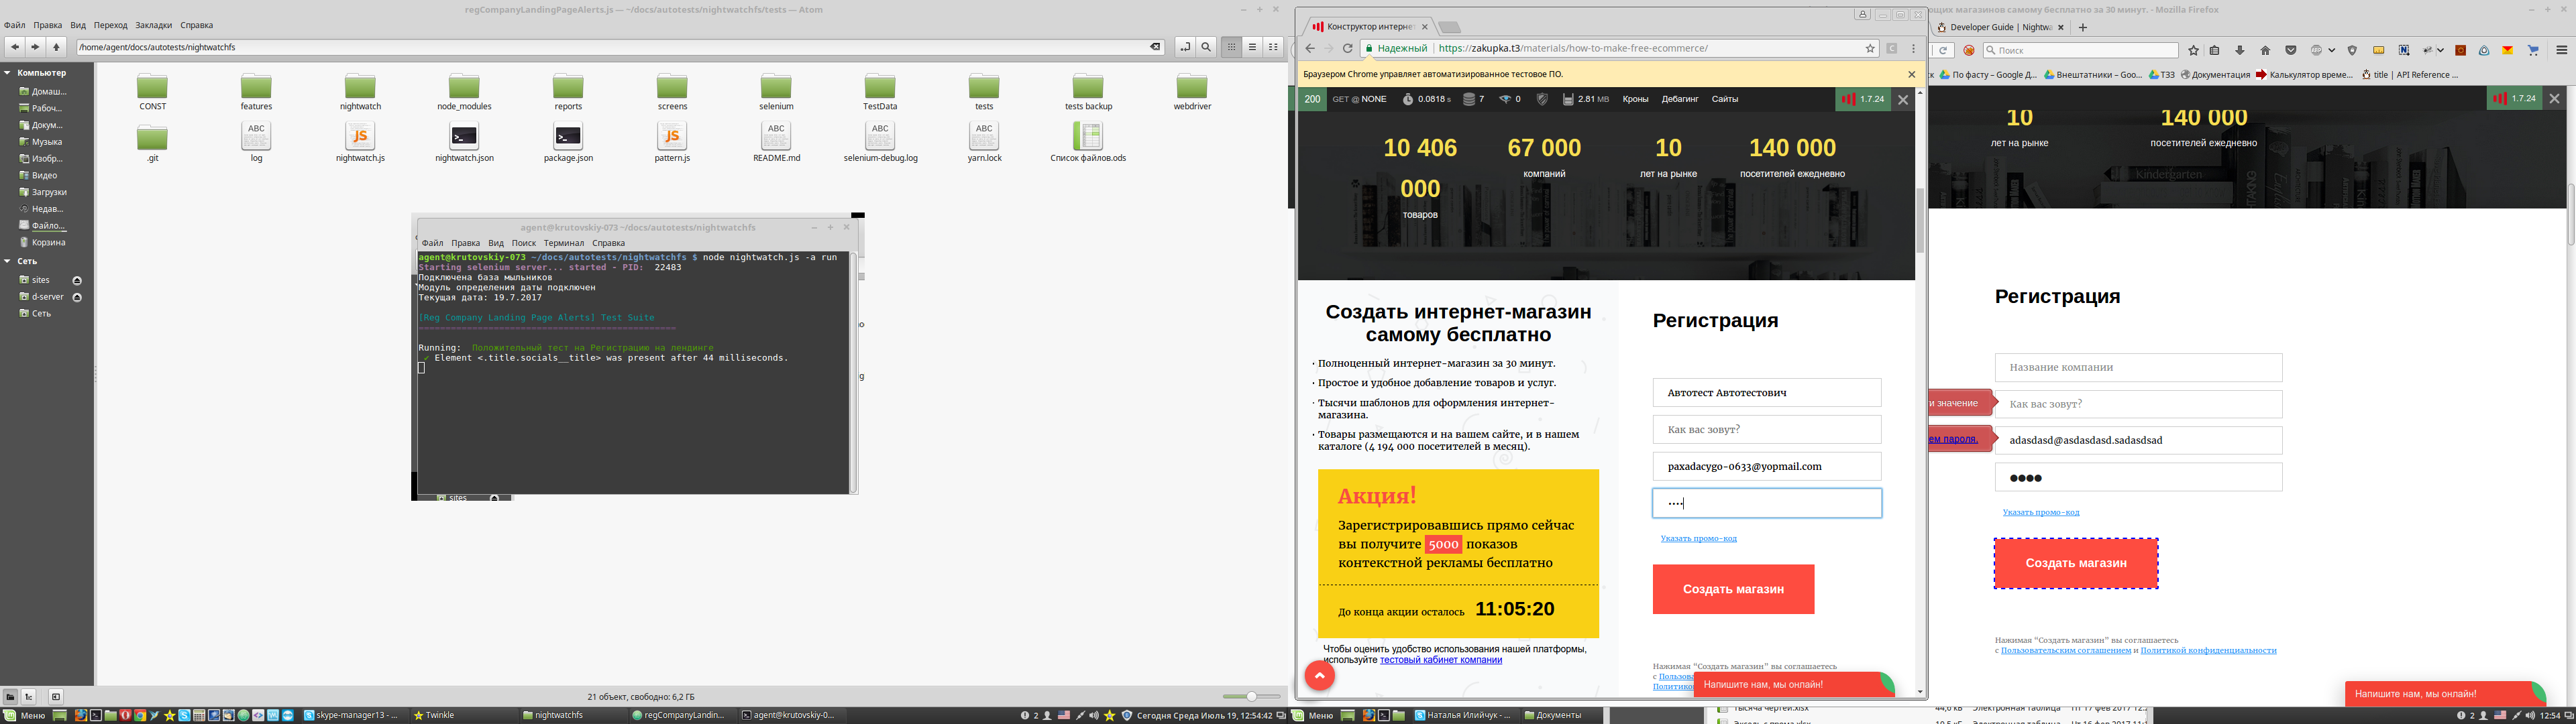 regCompanyLandingPageAlerts.js — ~/docs/autotests/nightwatchfs/tests — Atom
Файл Правка Вид Переход Закладки Справка
/home/agent/docs/autotests/nightwatchfs
Компьютер
Домаш...
Рабоч...
Докум...
Музыка
Изобр...
Видео
Загрузки
Недав...
Файло...
Корзина
Сеть
sites
d-server
Сеть
CONST features nightwatch node_modules reports screens selenium TestData tests tests backup webdriver
.git log nightwatch.js nightwatch.json package.json pattern.js README.md selenium-debug.log yarn.lock Список файлов.ods
agent@krutovskiy-073 ~/docs/autotests/nightwatchfs
Файл Правка Вид Поиск Терминал Справка
agent@krutovskiy-073 ~/docs/autotests/nightwatchfs $ node nightwatch.js -a run
Starting selenium server... started - PID: 22483
Подключена база мыльников
Модуль определения даты подключен
Текущая дата: 19.7.2017
[Reg Company Landing Page Alerts] Test Suite
Running: Положительный тест на Регистрацию на лендинге
✔ Element <.title.socials__title> was present after 44 milliseconds.
sites
21 объект, свободно: 6,2 ГБ
Меню
skype-manager13 - ...
Twinkle
nightwatchfs
regCompanyLandin...
agent@krutovskiy-0...
2
Сегодня Среда Июль 19, 12:54:42
Конструктор интернет
Надежный https://zakupka.t3/materials/how-to-make-free-ecommerce/
Браузером Chrome управляет автоматизированное тестовое ПО.
200 GET @ NONE 0.0818 s 7 0 2.81 MB Кроны Дебагинг Сайты 1.7.24
10 406 000
товаров
67 000
компаний
10
лет на рынке
140 000
посетителей ежедневно
Создать интернет-магазин
самому бесплатно
· Полноценный интернет-магазин за 30 минут.
· Простое и удобное добавление товаров и услуг.
· Тысячи шаблонов для оформления интернет-
магазина.
· Товары размещаются и на вашем сайте, и в нашем
каталоге (4 194 000 посетителей в месяц).
Акция!
Зарегистрировавшись прямо сейчас
вы получите 5000 показов
контекстной рекламы бесплатно
До конца акции осталось 11:05:20
Чтобы оценить удобство использования нашей платформы,
используйте тестовый кабинет компании
Регистрация
Автотест Автотестович
Как вас зовут?
paxadacygo-0633@yopmail.com
····
Указать промо-код
Создать магазин
Нажимая “Создать магазин” вы соглашаетесь
с Пользова
Политико
Напишите нам, мы онлайн!
Меню
Наталья Илийчук - ...
Документы
ющих магазинов самому бесплатно за 30 минут. - Mozilla Firefox
Developer Guide | Nightwa
Поиск
По фасту – Google Д...
Внештатники – Goo...
ТЗЗ
Документация
Калькулятор време...
title | API Reference ...
1.7.24
10
лет на рынке
140 000
посетителей ежедневно
Kindergarten
Регистрация
Название компании
и значение
Как вас зовут?
ем пароля.
adasdasd@asdasdasd.sadasdsad
●●●●
Указать промо-код
Создать магазин
Нажимая “Создать магазин” вы соглашаетесь
с Пользовательским соглашением и Политикой конфиденциальности
Напишите нам, мы онлайн!
2
12:54